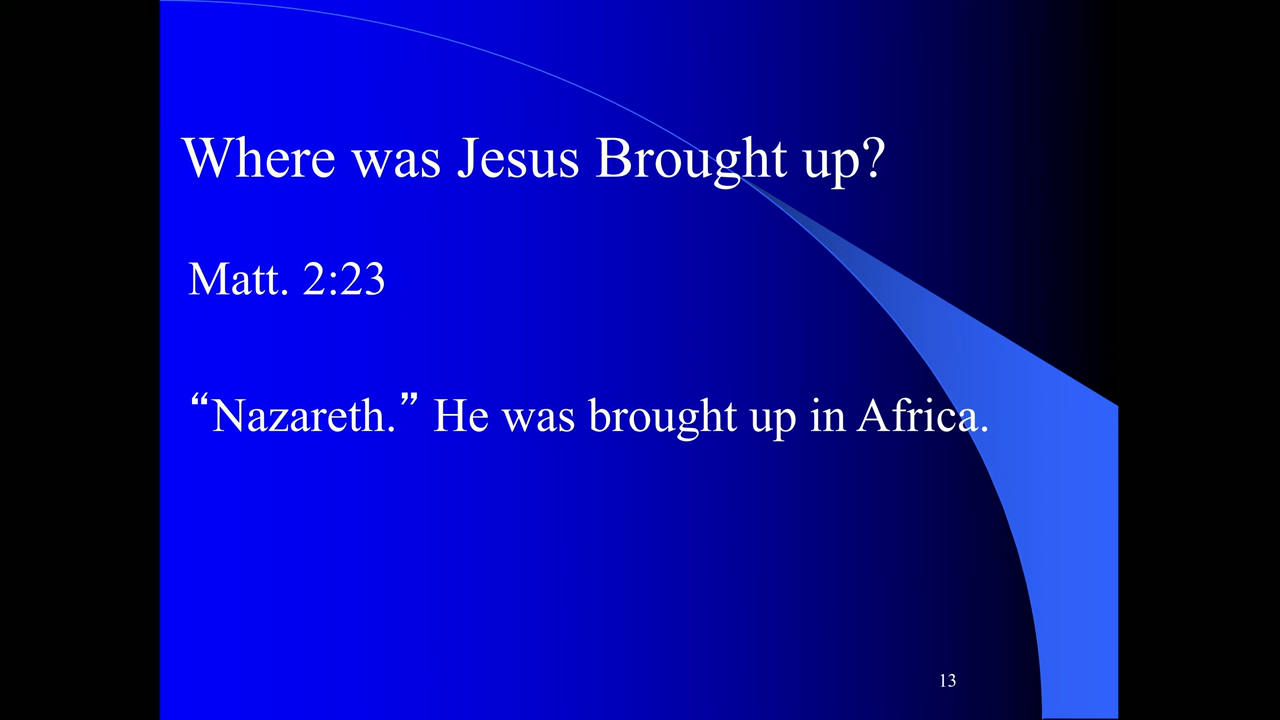 Where was Jesus Brought up?
Matt. 2:23
“Nazareth.” He was brought up in Africa.
13